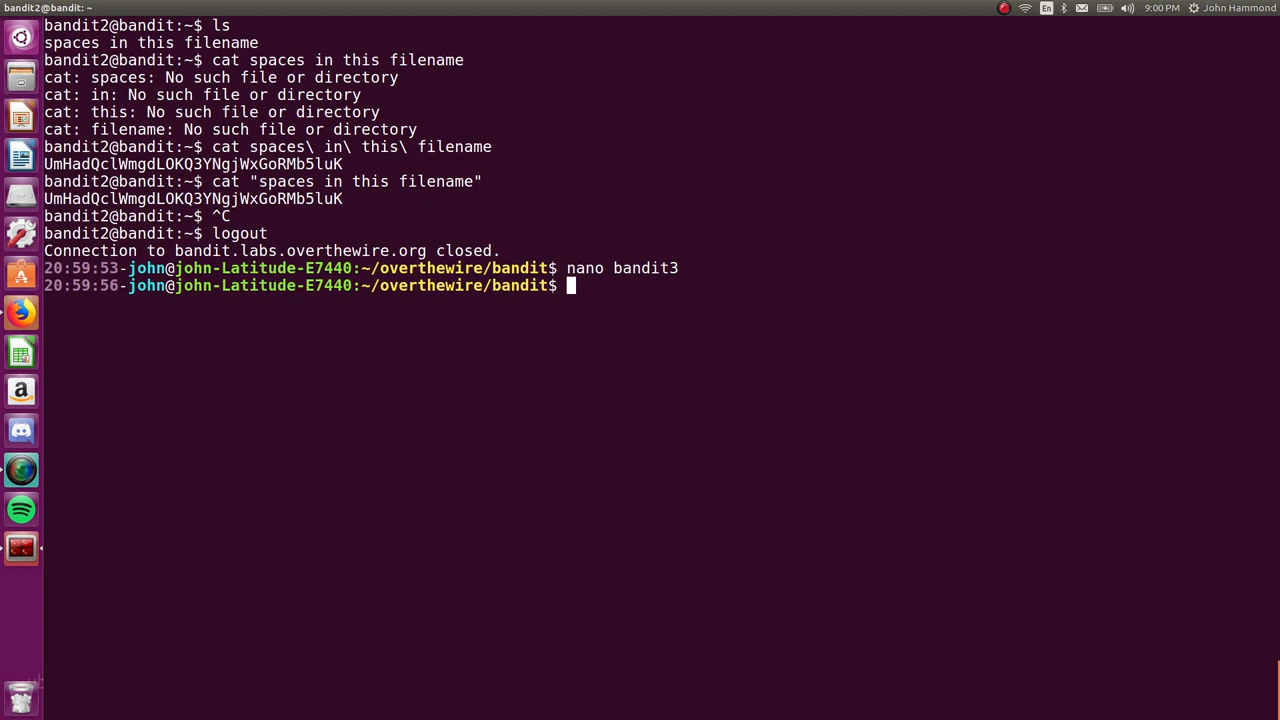 bandit2@bandit: ~
En
9:00 PM
John Hammond
bandit2@bandit:~$ ls
spaces in this filename
bandit2@bandit:~$ cat spaces in this filename
cat: spaces: No such file or directory
cat: in: No such file or directory
cat: this: No such file or directory
cat: filename: No such file or directory
bandit2@bandit:~$ cat spaces\ in\ this\ filename
UmHadQclWmgdLOKQ3YNgjWxGoRMb5luK
bandit2@bandit:~$ cat "spaces in this filename"
UmHadQclWmgdLOKQ3YNgjWxGoRMb5luK
bandit2@bandit:~$ ^C
bandit2@bandit:~$ logout
Connection to bandit.labs.overthewire.org closed.
20:59:53-john@john-Latitude-E7440:~/overthewire/bandit$ nano bandit3
20:59:56-john@john-Latitude-E7440:~/overthewire/bandit$